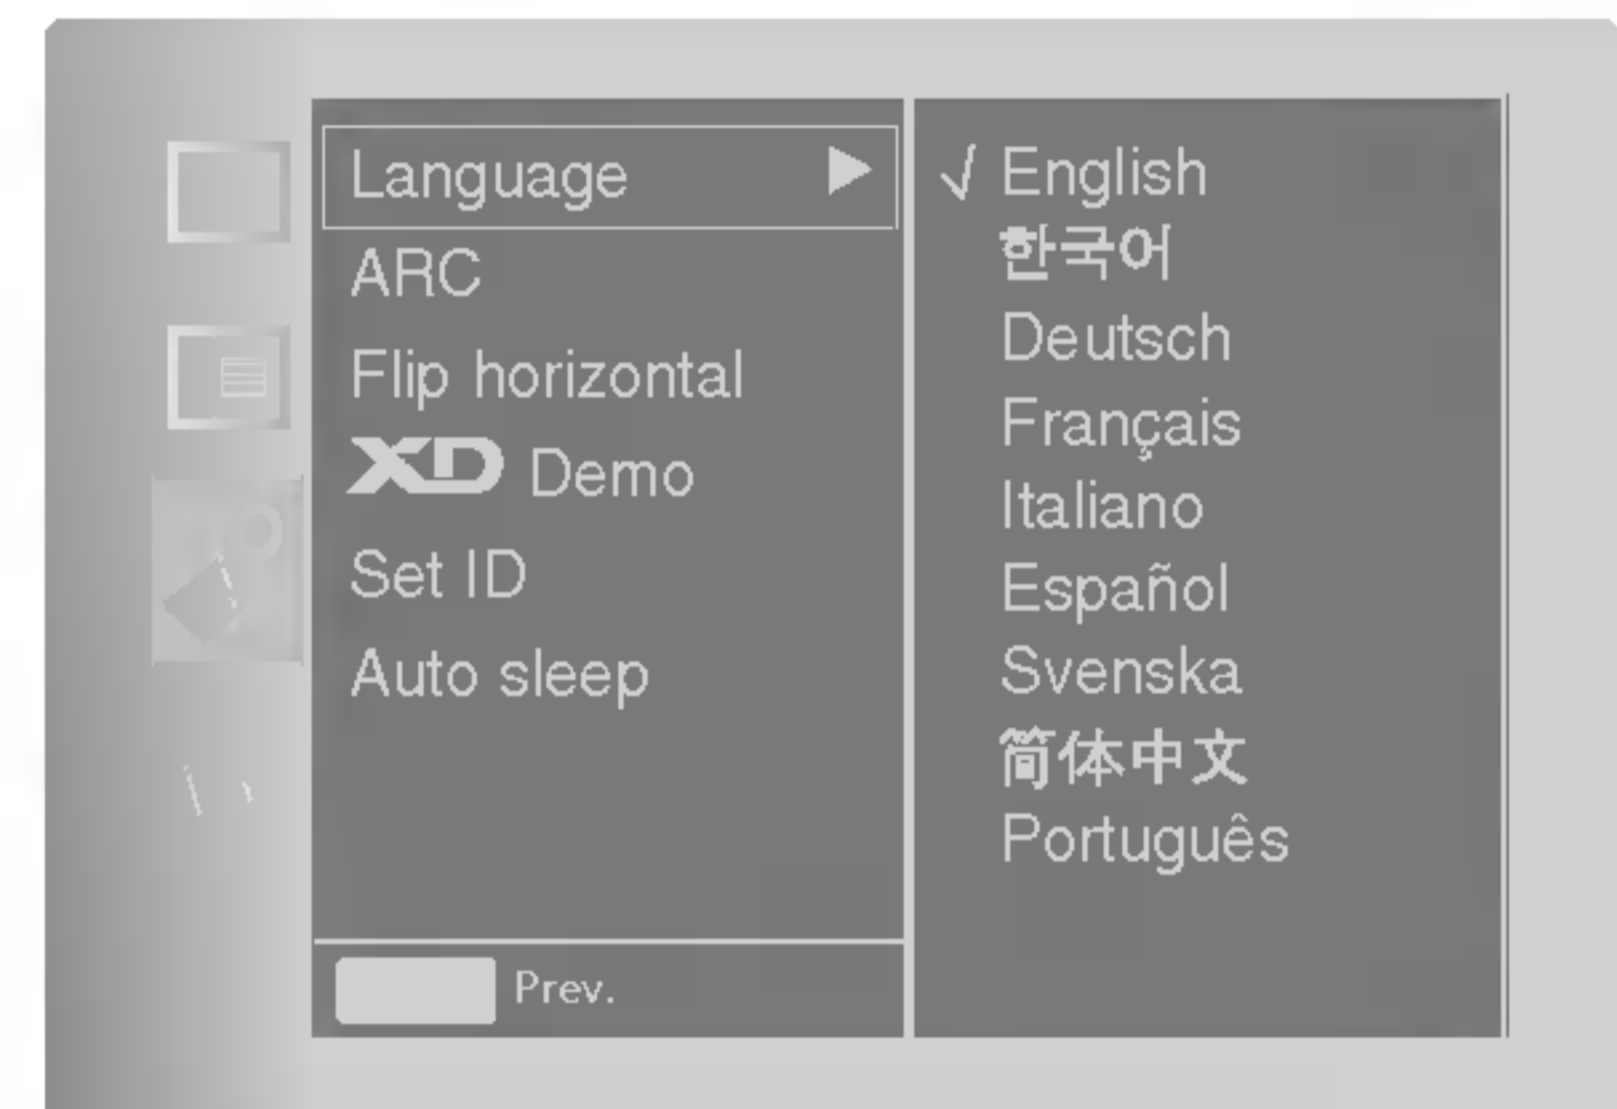 Language ▶
ARC
Flip horizontal
XD Demo
Set ID
Auto sleep
Prev.
√ English
한국어
Deutsch
Français
Italiano
Español
Svenska
简体中文
Português